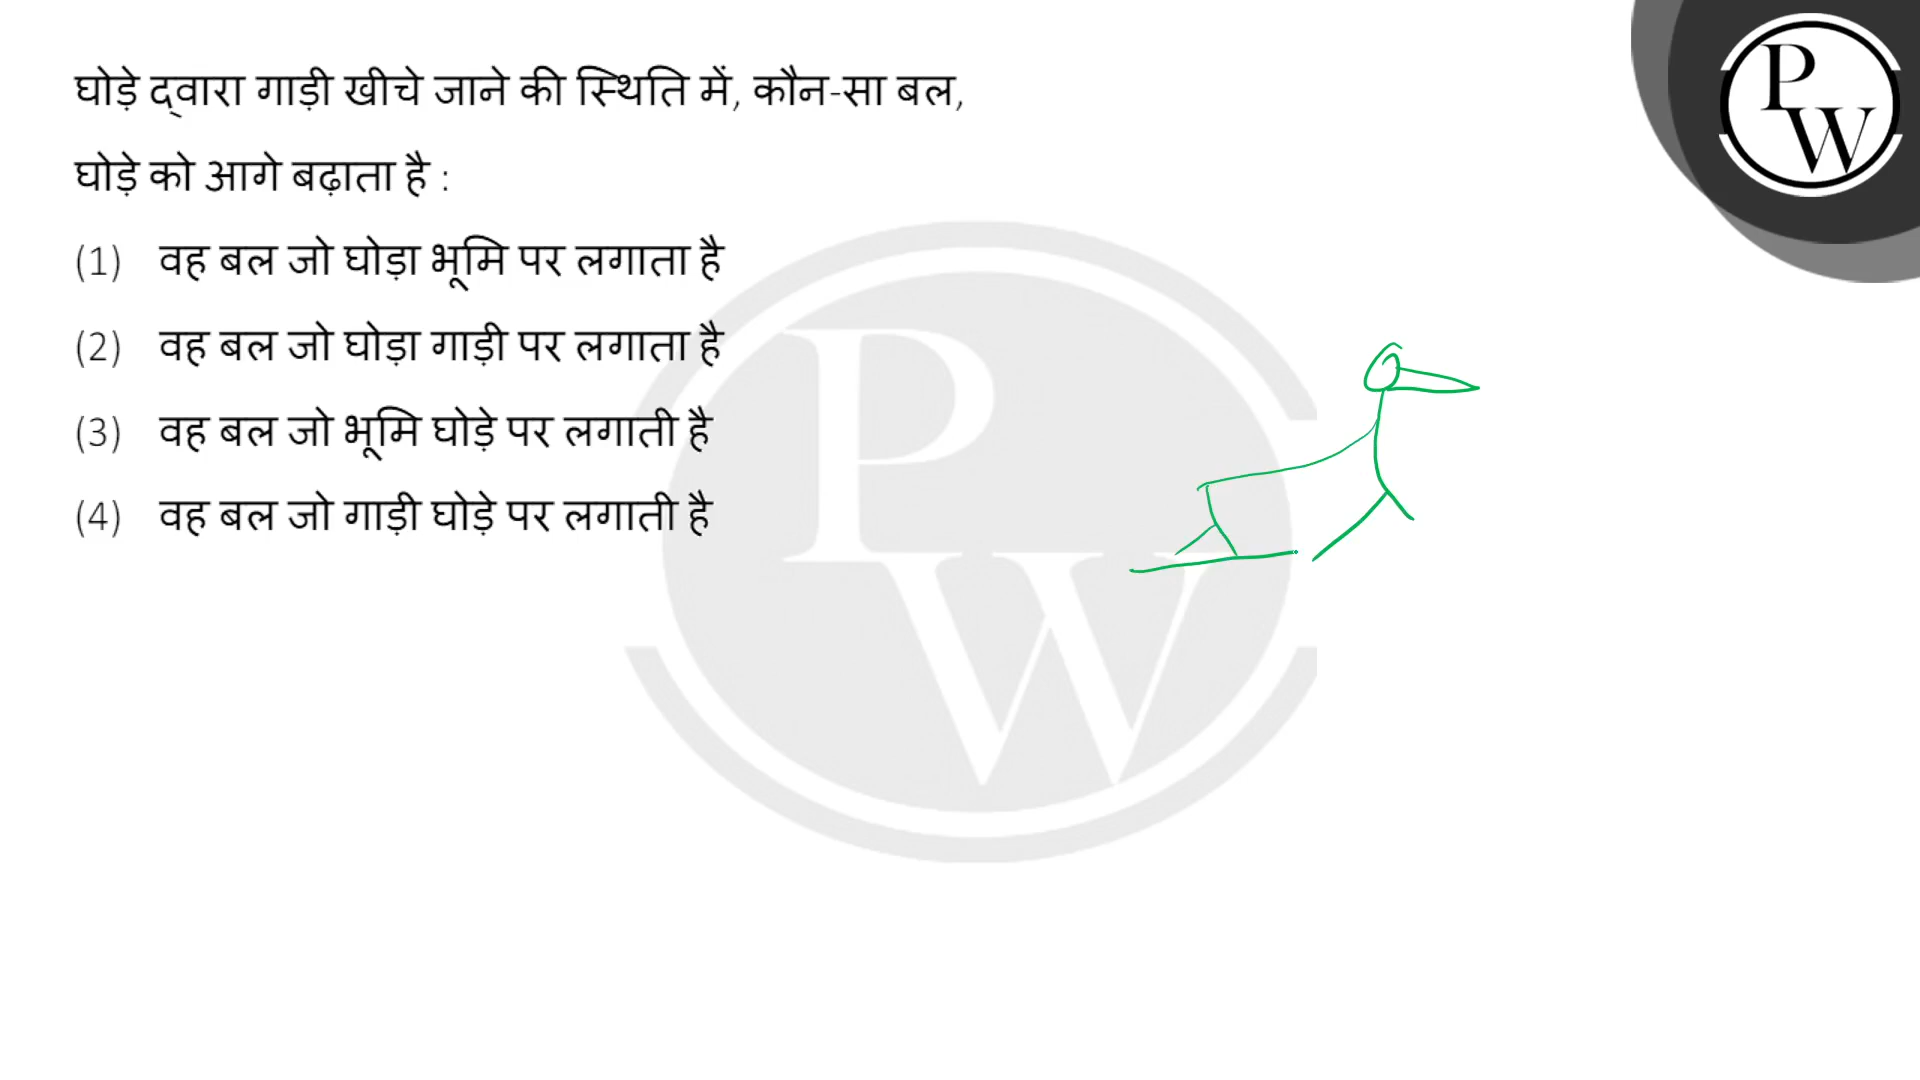 घोड़े द्वारा गाड़ी खीचे जाने की स्थिति में, कौन-सा बल,
घोड़े को आगे बढ़ाता है :
(1) वह बल जो घोड़ा भूमि पर लगाता है
(2) वह बल जो घोड़ा गाड़ी पर लगाता है
(3) वह बल जो भूमि घोड़े पर लगाती है
(4) वह बल जो गाड़ी घोड़े पर लगाती है
P
W
P
W